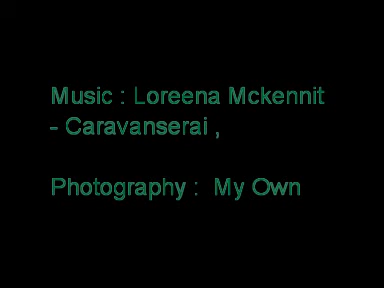 Music : Loreena Mckennit
- Caravanserai ,
Photography :  My Own